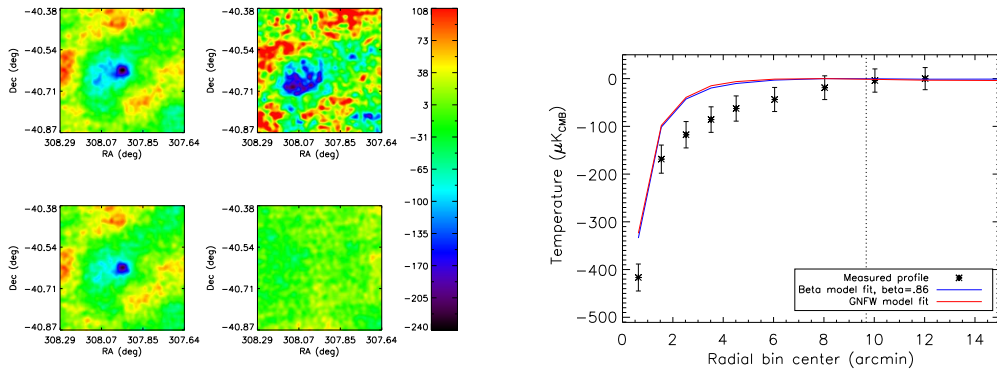 -40.38
-40.54
-40.71
-40.87
Dec (deg)
308.29 308.07 307.85 307.64
RA (deg)
-40.38
-40.54
-40.71
-40.87
Dec (deg)
308.29 308.07 307.85 307.64
RA (deg)
-40.38
-40.54
-40.71
-40.87
Dec (deg)
308.29 308.07 307.85 307.64
RA (deg)
-40.38
-40.54
-40.71
-40.87
Dec (deg)
308.29 308.07 307.85 307.64
RA (deg)
108
73
38
3
-31
-66
-100
-135
-170
-205
-240
0
-100
-200
-300
-400
-500
Temperature (μK_CMB)
Measured profile
Beta model fit, beta=.86
GNFW model fit
0 2 4 6 8 10 12 14
Radial bin center (arcmin)